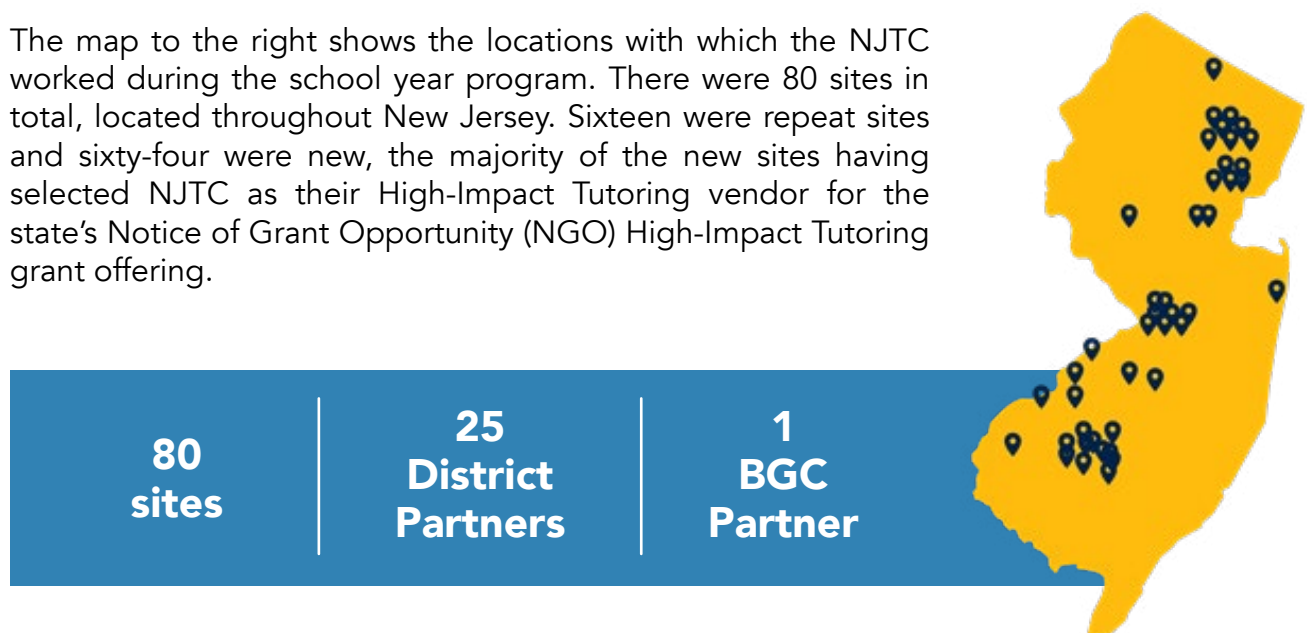 The map to the right shows the locations with which the NJTC
worked during the school year program. There were 80 sites in
total, located throughout New Jersey. Sixteen were repeat sites
and sixty-four were new, the majority of the new sites having
selected NJTC as their High-Impact Tutoring vendor for the
state’s Notice of Grant Opportunity (NGO) High-Impact Tutoring
grant offering.
80
sites
25
District
Partners
1
BGC
Partner